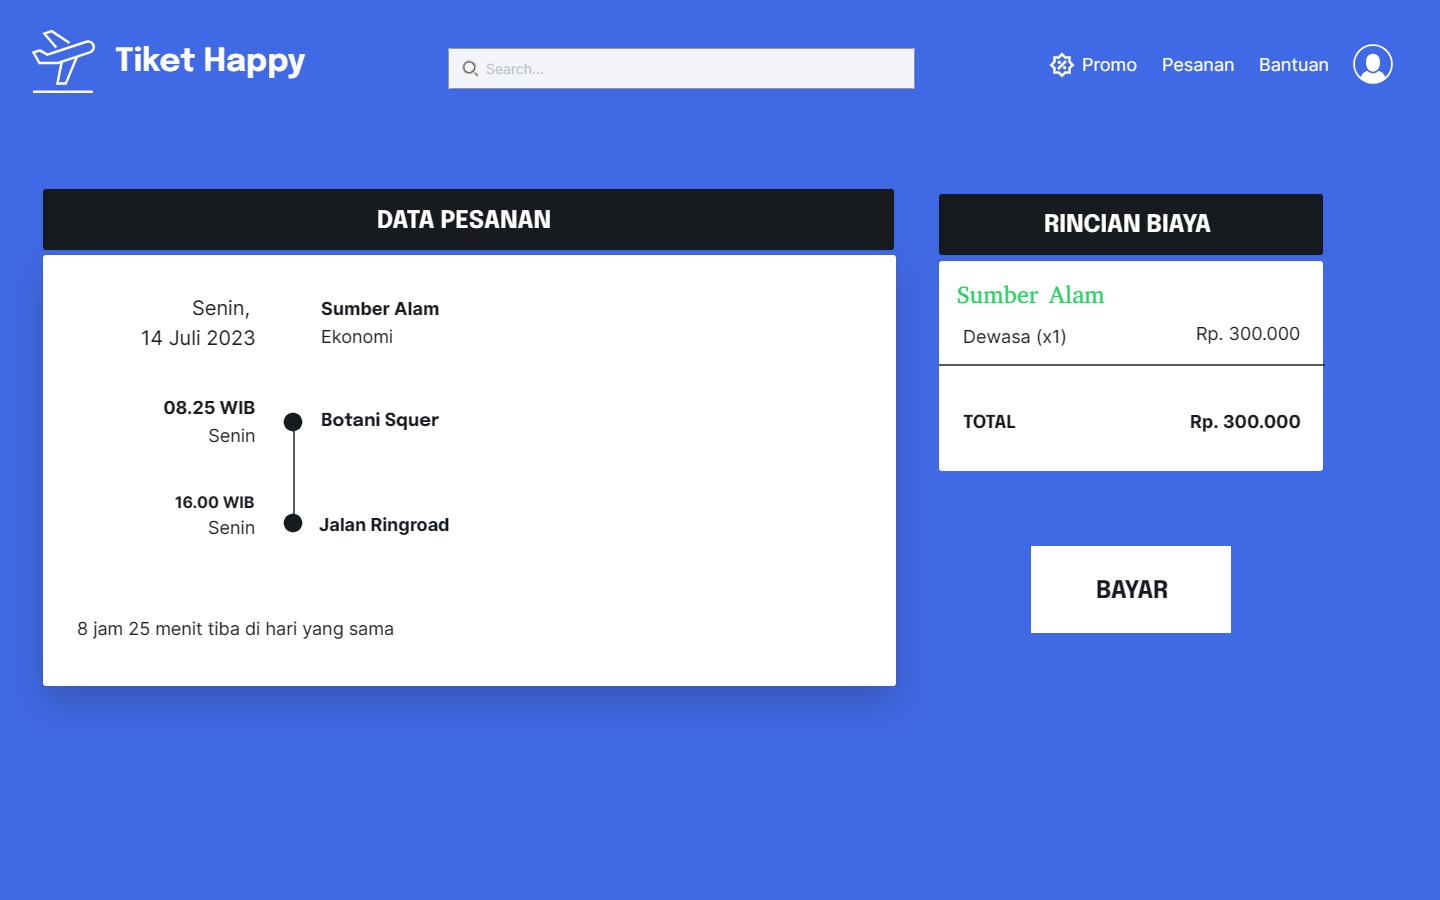 Tiket Happy
Search...
Promo
Pesanan
Bantuan
DATA PESANAN
Senin,
14 Juli 2023
Sumber Alam
Ekonomi
08.25 WIB
Senin
Botani Squer
16.00 WIB
Senin
Jalan Ringroad
8 jam 25 menit tiba di hari yang sama
RINCIAN BIAYA
Sumber Alam
Dewasa (x1) Rp. 300.000
TOTAL Rp. 300.000
BAYAR